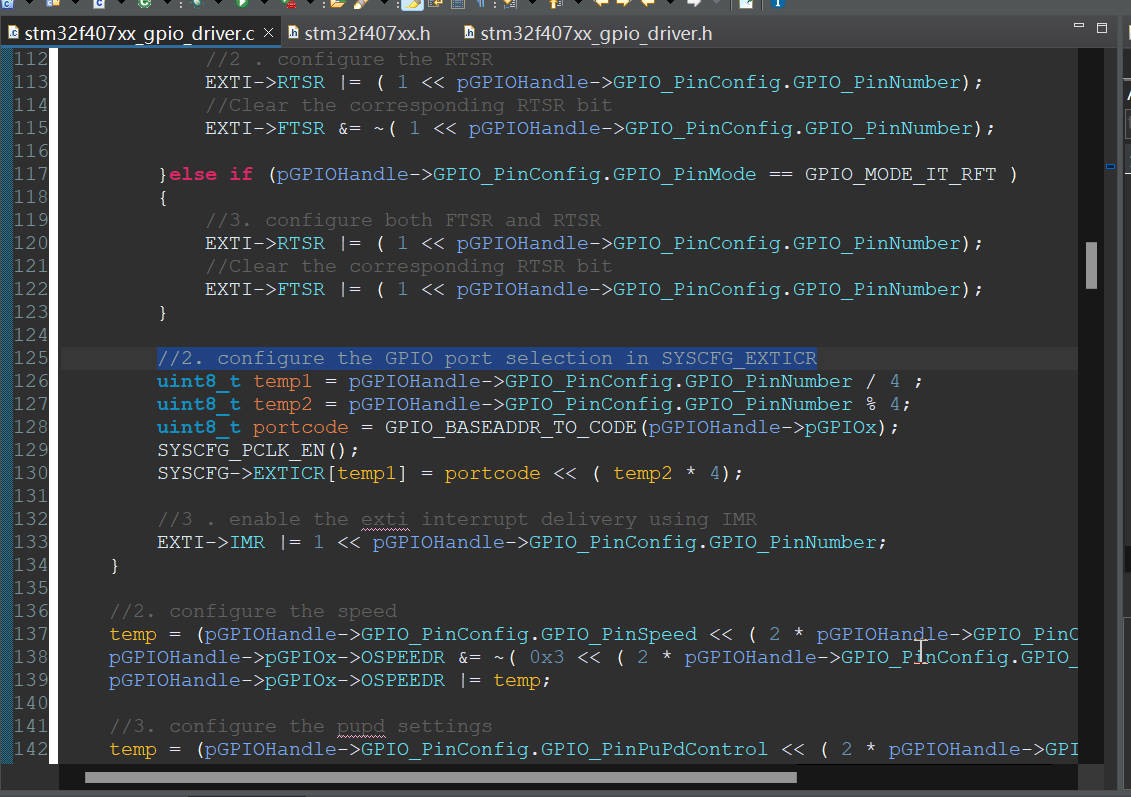 stm32f407xx_gpio_driver.c
stm32f407xx.h
stm32f407xx_gpio_driver.h
112 //2 . configure the RTSR
113 EXTI->RTSR |= ( 1 << pGPIOHandle->GPIO_PinConfig.GPIO_PinNumber);
114 //Clear the corresponding RTSR bit
115 EXTI->FTSR &= ~( 1 << pGPIOHandle->GPIO_PinConfig.GPIO_PinNumber);
116
117 }else if (pGPIOHandle->GPIO_PinConfig.GPIO_PinMode == GPIO_MODE_IT_RFT )
118 {
119 //3. configure both FTSR and RTSR
120 EXTI->RTSR |= ( 1 << pGPIOHandle->GPIO_PinConfig.GPIO_PinNumber);
121 //Clear the corresponding RTSR bit
122 EXTI->FTSR |= ( 1 << pGPIOHandle->GPIO_PinConfig.GPIO_PinNumber);
123 }
124
125 //2. configure the GPIO port selection in SYSCFG_EXTICR
126 uint8_t temp1 = pGPIOHandle->GPIO_PinConfig.GPIO_PinNumber / 4 ;
127 uint8_t temp2 = pGPIOHandle->GPIO_PinConfig.GPIO_PinNumber % 4;
128 uint8_t portcode = GPIO_BASEADDR_TO_CODE(pGPIOHandle->pGPIOx);
129 SYSCFG_PCLK_EN();
130 SYSCFG->EXTICR[temp1] = portcode << ( temp2 * 4);
131
132 //3 . enable the exti interrupt delivery using IMR
133 EXTI->IMR |= 1 << pGPIOHandle->GPIO_PinConfig.GPIO_PinNumber;
134 }
135
136 //2. configure the speed
137 temp = (pGPIOHandle->GPIO_PinConfig.GPIO_PinSpeed << ( 2 * pGPIOHandle->GPIO_PinC
138 pGPIOHandle->pGPIOx->OSPEEDR &= ~( 0x3 << ( 2 * pGPIOHandle->GPIO_PinConfig.GPIO_
139 pGPIOHandle->pGPIOx->OSPEEDR |= temp;
140
141 //3. configure the pupd settings
142 temp = (pGPIOHandle->GPIO_PinConfig.GPIO_PinPuPdControl << ( 2 * pGPIOHandle->GPI